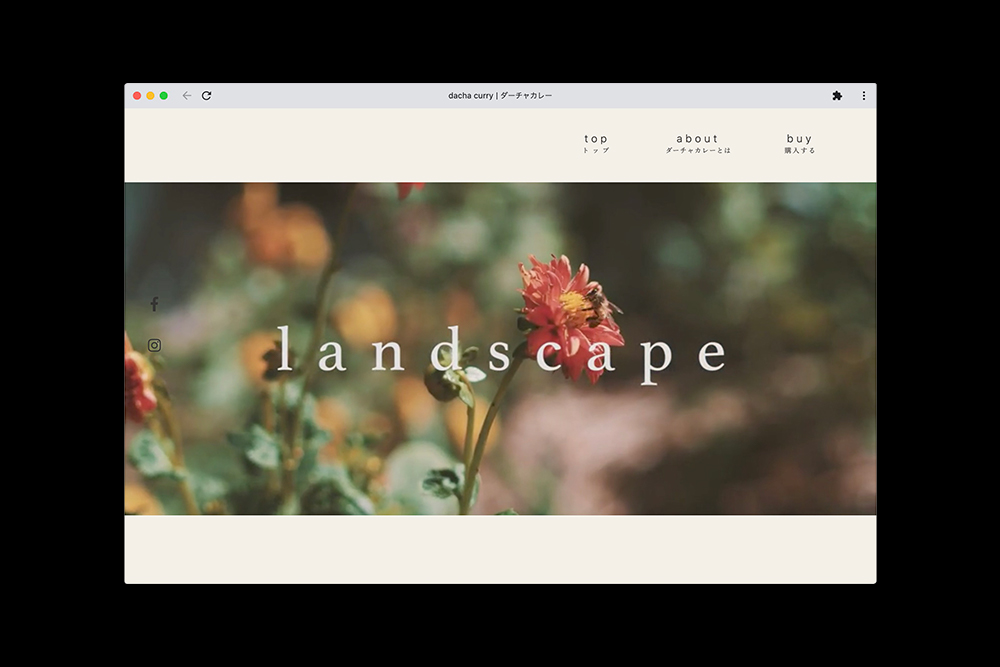 dacha curry | ダーチャカレー
top
トップ
about
ダーチャカレーとは
buy
購入する
landscape